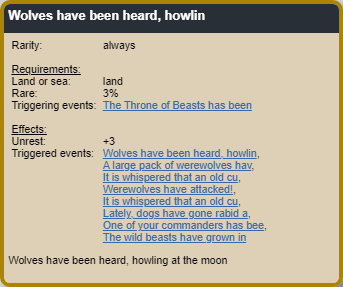 Wolves have been heard, howlin
Rarity: always
Requirements:
Land or sea: land
Rare: 3%
Triggering events: The Throne of Beasts has been
Effects:
Unrest: +3
Triggered events: Wolves have been heard, howlin,
A large pack of werewolves hav,
It is whispered that an old cu,
Werewolves have attacked!,
It is whispered that an old cu,
Lately, dogs have gone rabid a,
One of your commanders has bee,
The wild beasts have grown in
Wolves have been heard, howling at the moon